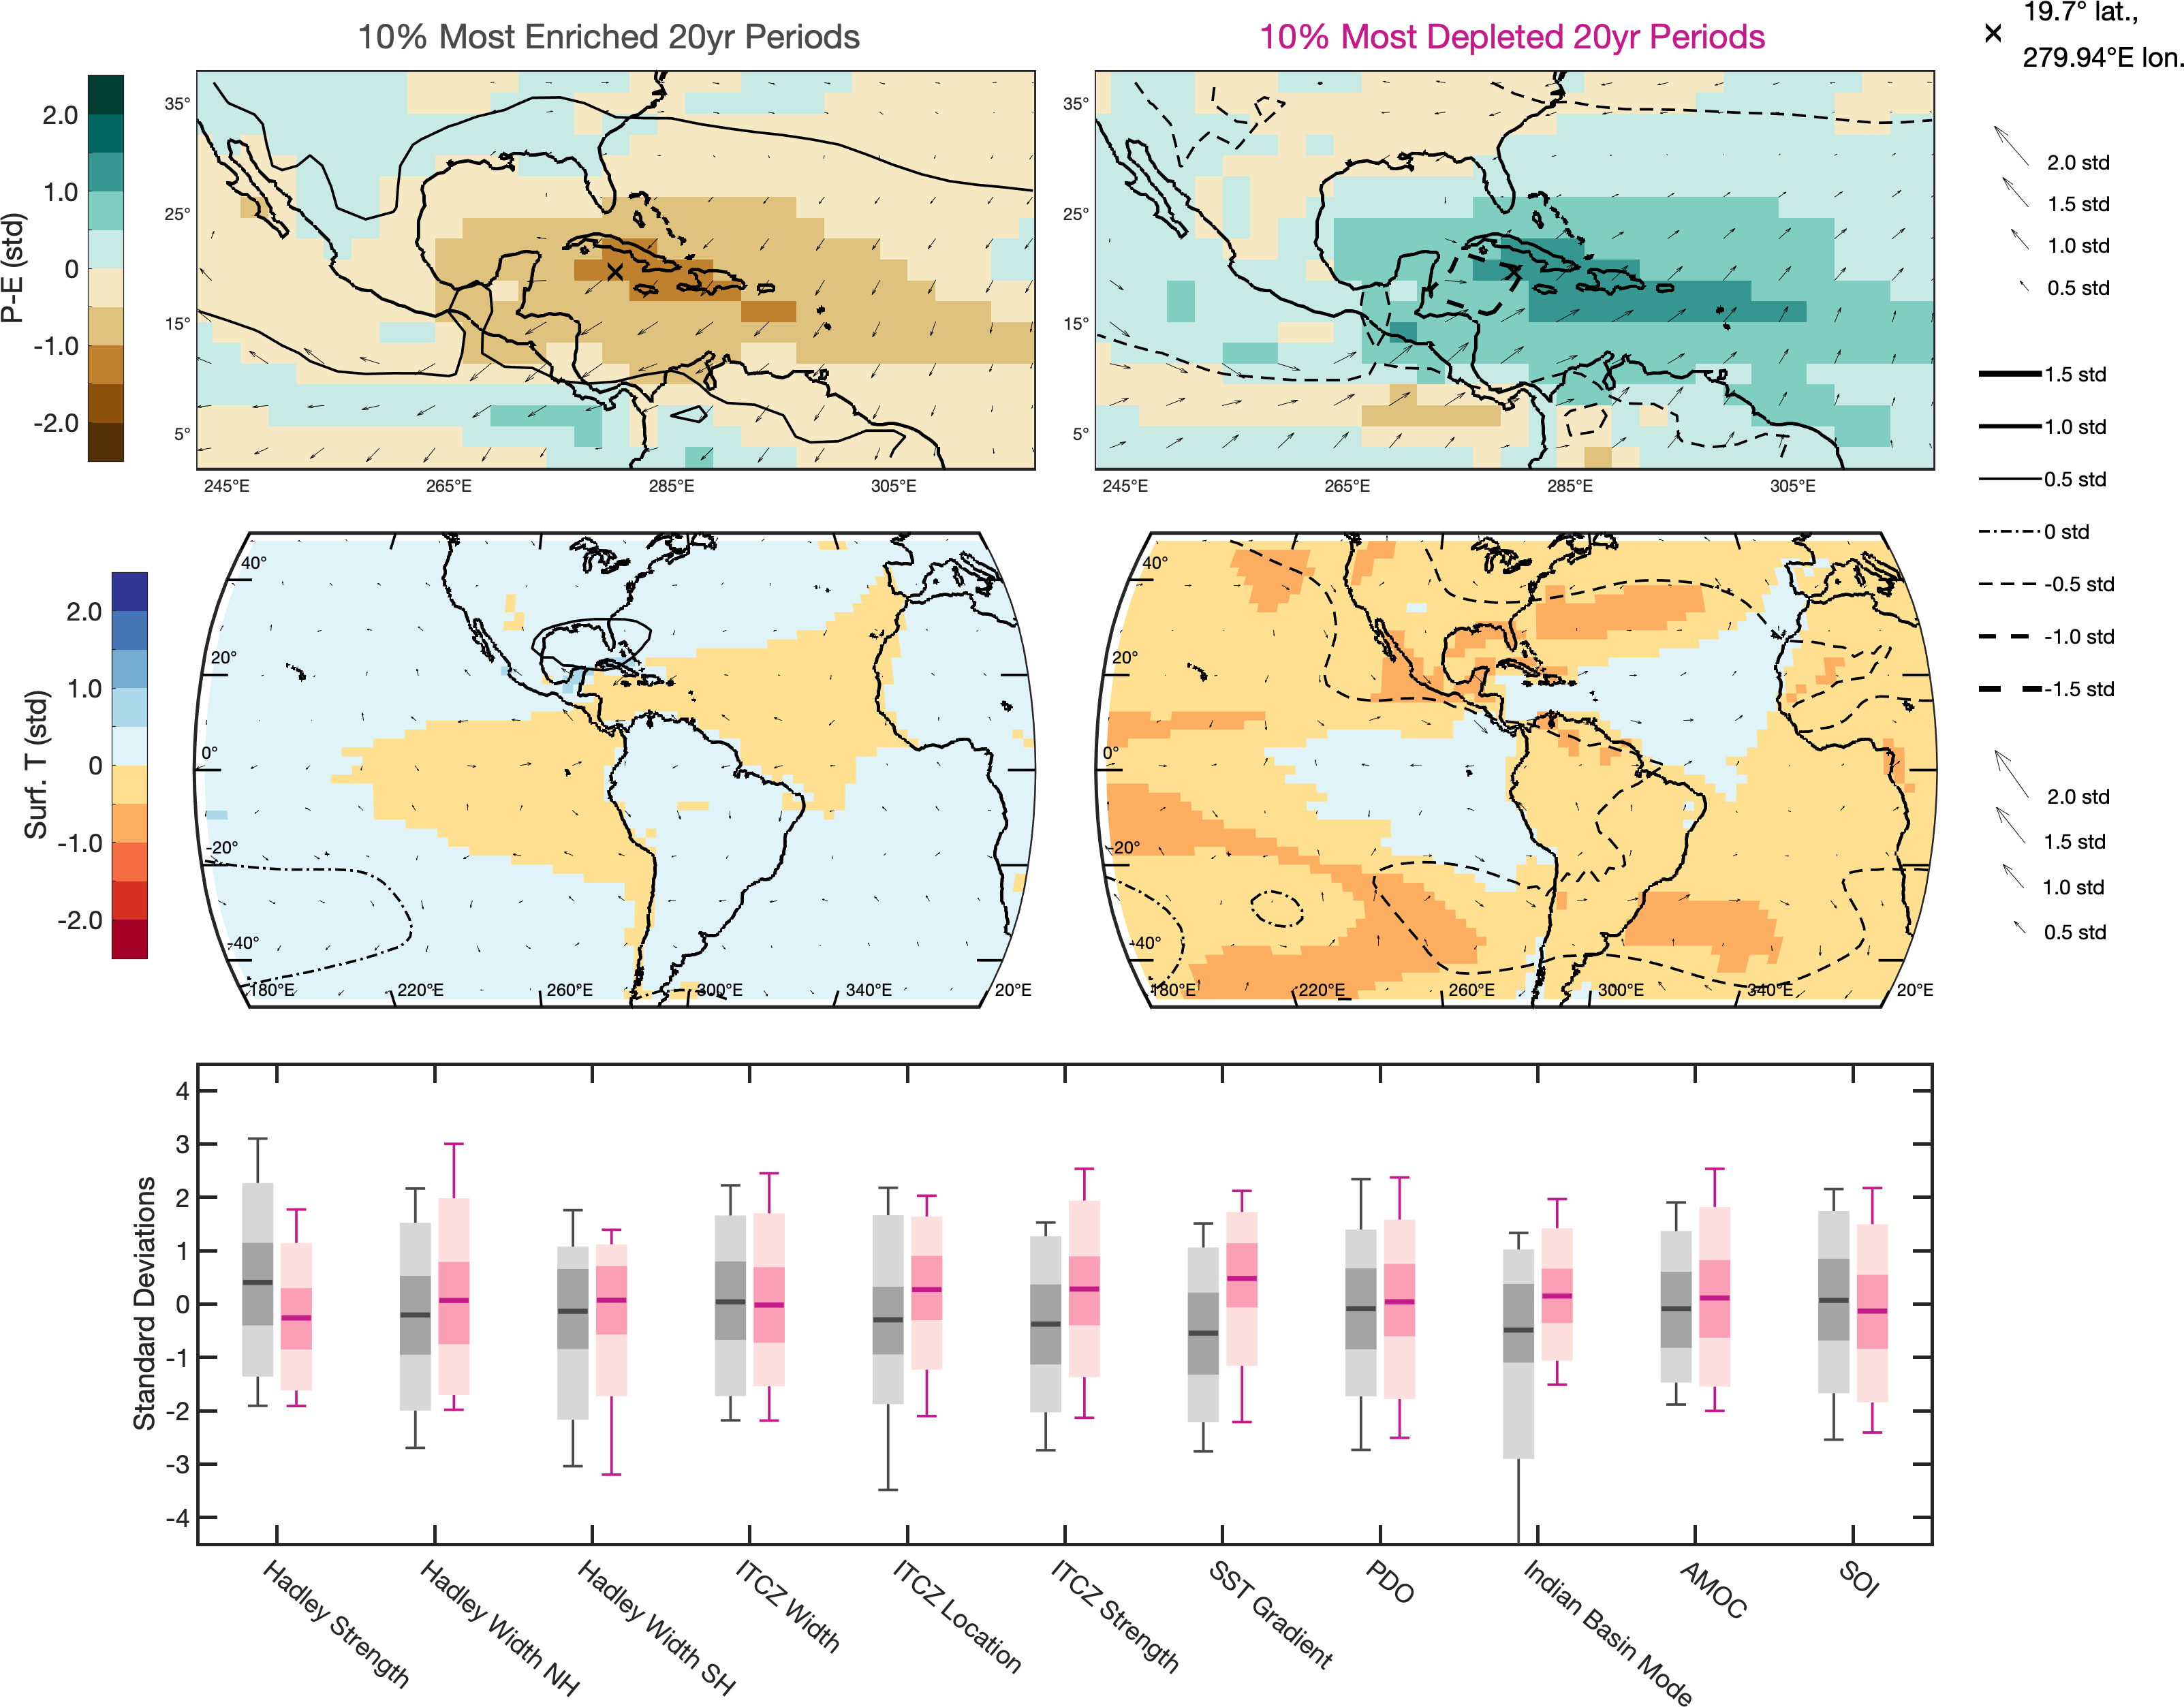 10% Most Enriched 20yr Periods
10% Most Depleted 20yr Periods
19.7° lat.,
279.94°E lon.
P-E (std)
2.0
1.0
0
-1.0
-2.0
35°
25°
15°
5°
245°E
265°E
285°E
305°E
35°
25°
15°
5°
245°E
265°E
285°E
305°E
2.0 std
1.5 std
1.0 std
0.5 std
1.5 std
1.0 std
0.5 std
0 std
-0.5 std
-1.0 std
-1.5 std
Surf. T (std)
2.0
1.0
0
-1.0
-2.0
40°
20°
0°
-20°
-40°
180°E
220°E
260°E
300°E
340°E
20°E
40°
20°
0°
-20°
-40°
180°E
220°E
260°E
300°E
340°E
20°E
2.0 std
1.5 std
1.0 std
0.5 std
Standard Deviations
4
3
2
1
0
-1
-2
-3
-4
Hadley Strength
Hadley Width NH
Hadley Width SH
ITCZ Width
ITCZ Location
ITCZ Strength
SST Gradient
PDO
Indian Basin Mode
AMOC
SOI